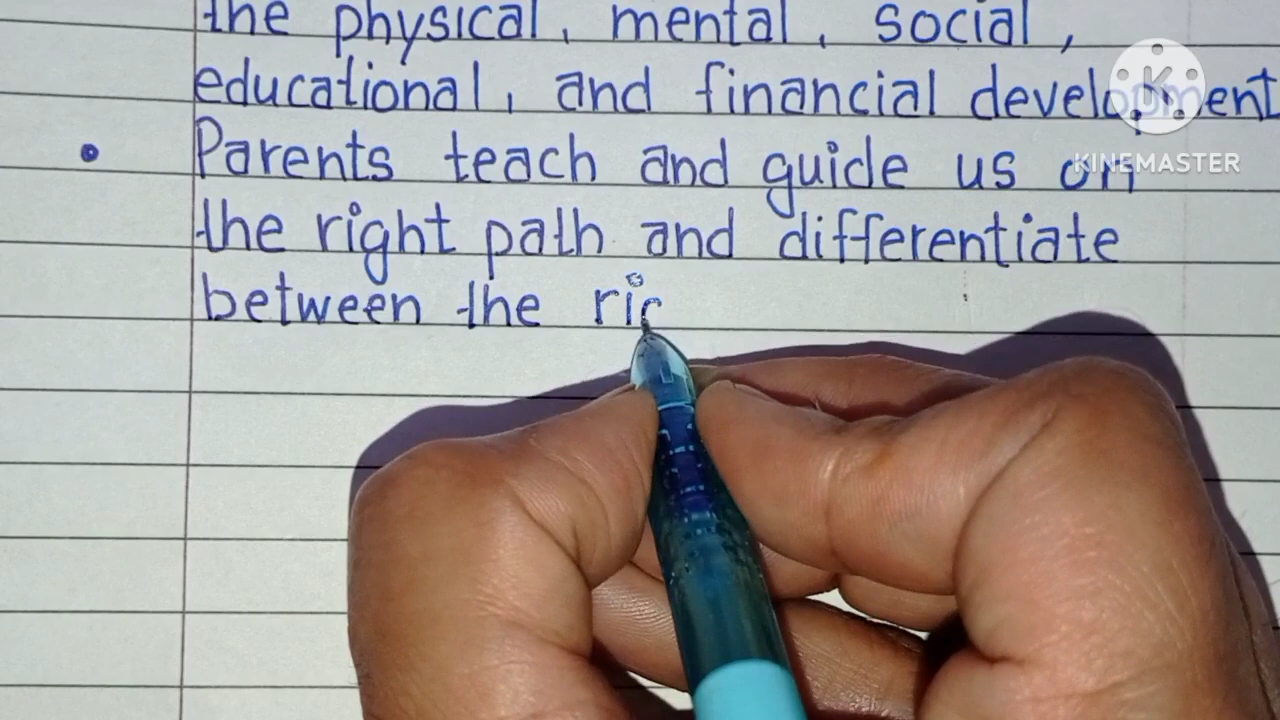 the physical, mental, social,
educational, and financial development
• Parents teach and guide us on
the right path and differentiate
between the ric
KINEMASTER